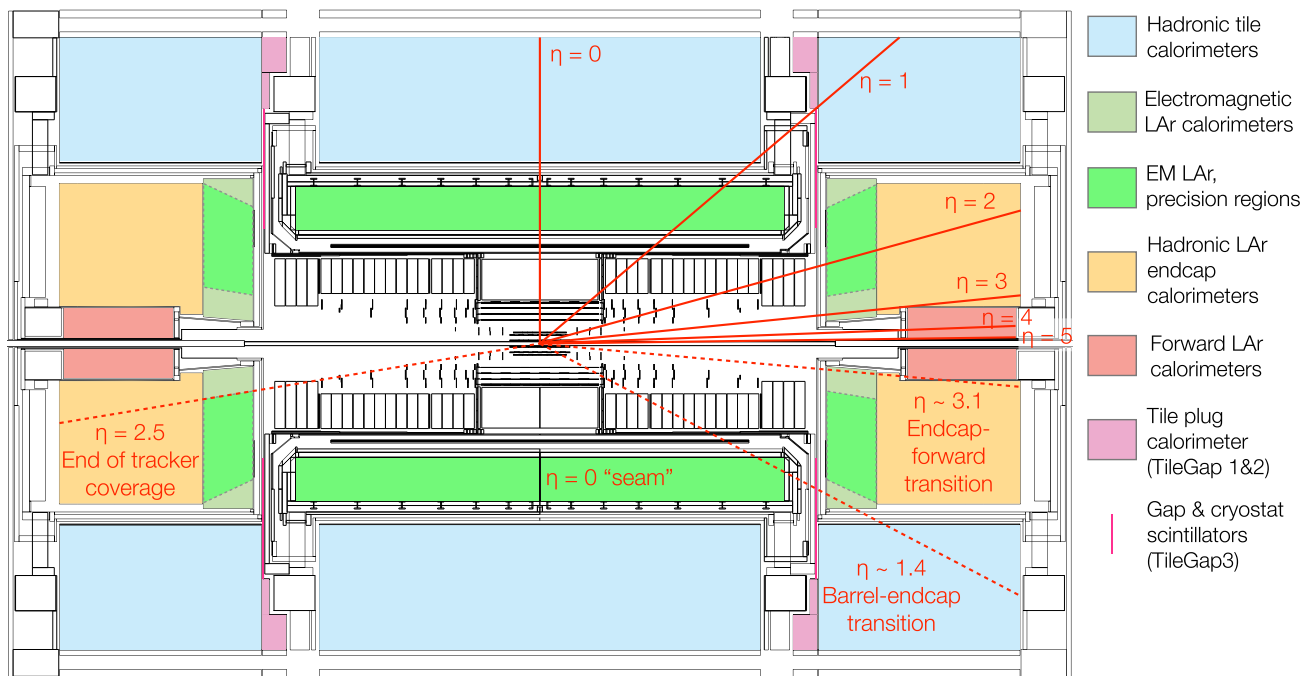 η = 0
η = 1
η = 2
η = 3
η = 4
η = 5
η = 2.5
End of tracker
coverage
η = 0 “seam”
η ~ 3.1
Endcap-
forward
transition
η ~ 1.4
Barrel-endcap
transition
Hadronic tile
calorimeters
Electromagnetic
LAr calorimeters
EM LAr,
precision regions
Hadronic LAr
endcap
calorimeters
Forward LAr
calorimeters
Tile plug
calorimeter
(TileGap 1&2)
Gap & cryostat
scintillators
(TileGap3)